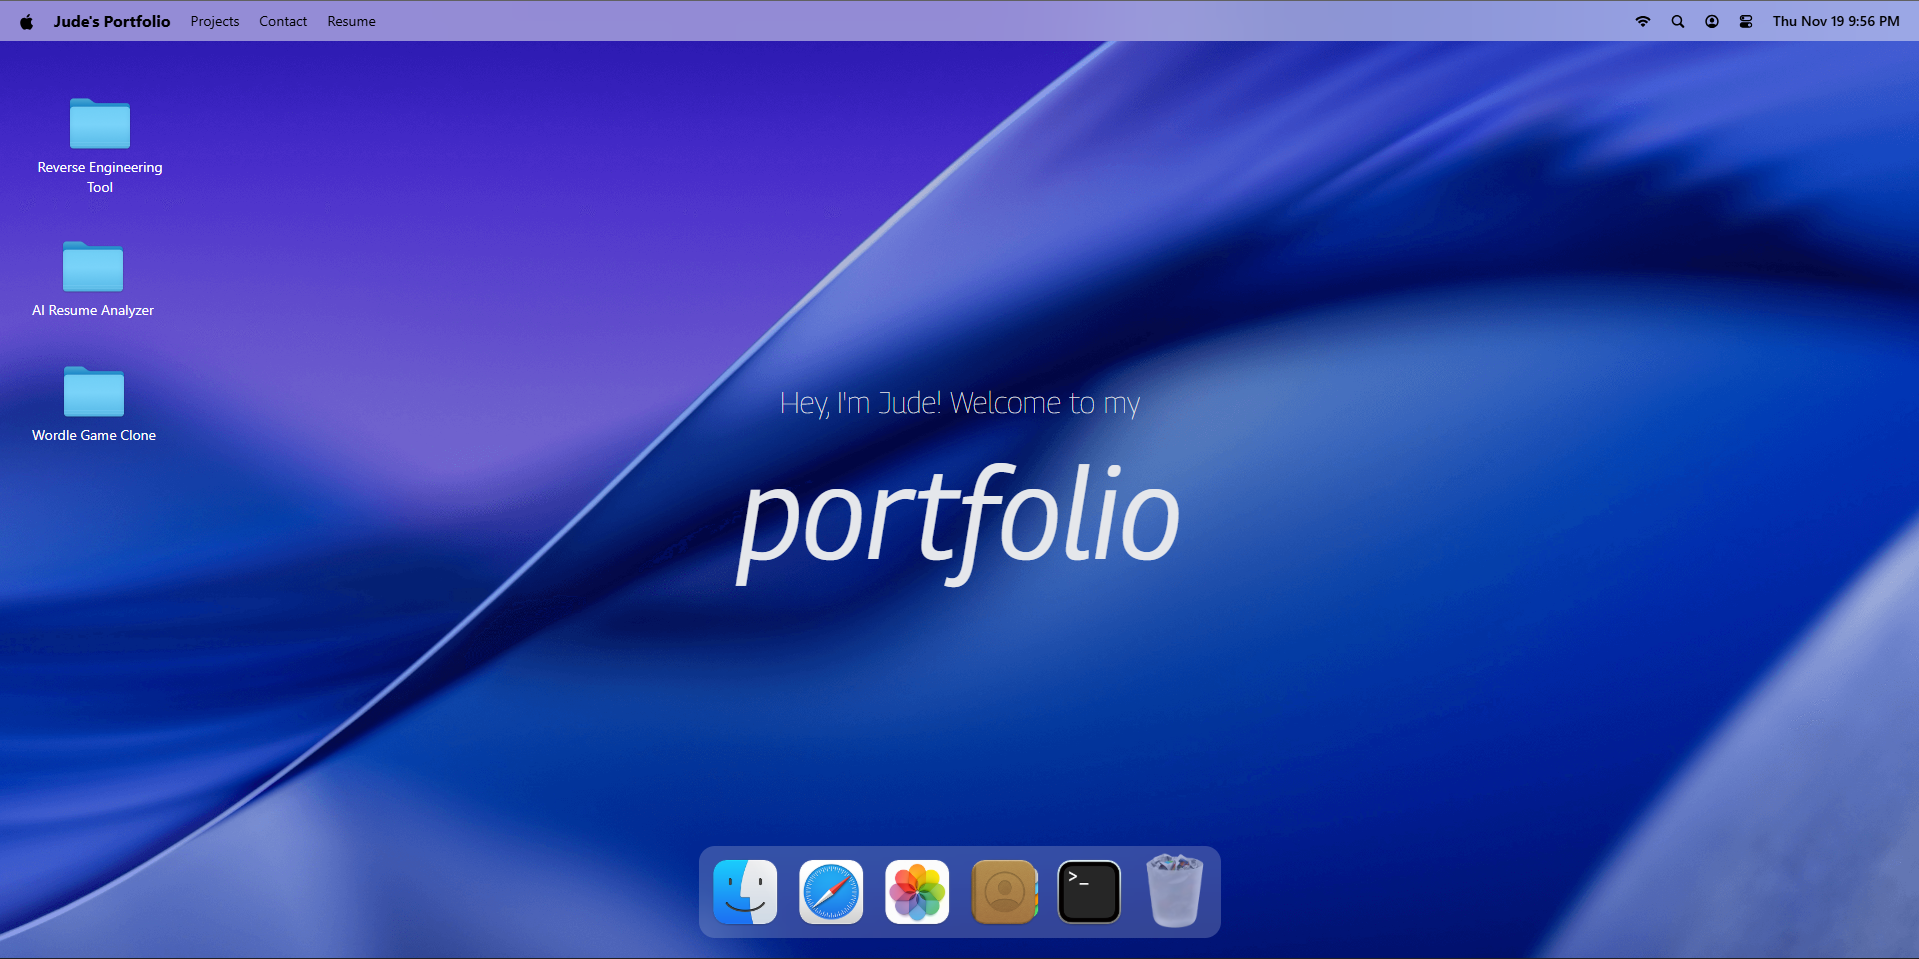 Jude's Portfolio Projects Contact Resume Thu Nov 19 9:56 PM
Reverse Engineering
Tool
AI Resume Analyzer
Wordle Game Clone
Hey, I'm Jude! Welcome to my
portfolio
>_